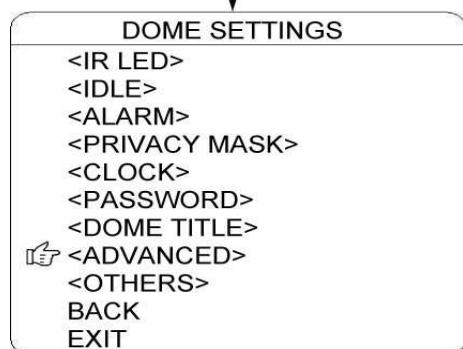 DOME SETTINGS
<IR LED>
<IDLE>
<ALARM>
<PRIVACY MASK>
<CLOCK>
<PASSWORD>
<DOME TITLE>
<ADVANCED>
<OTHERS>
BACK
EXIT